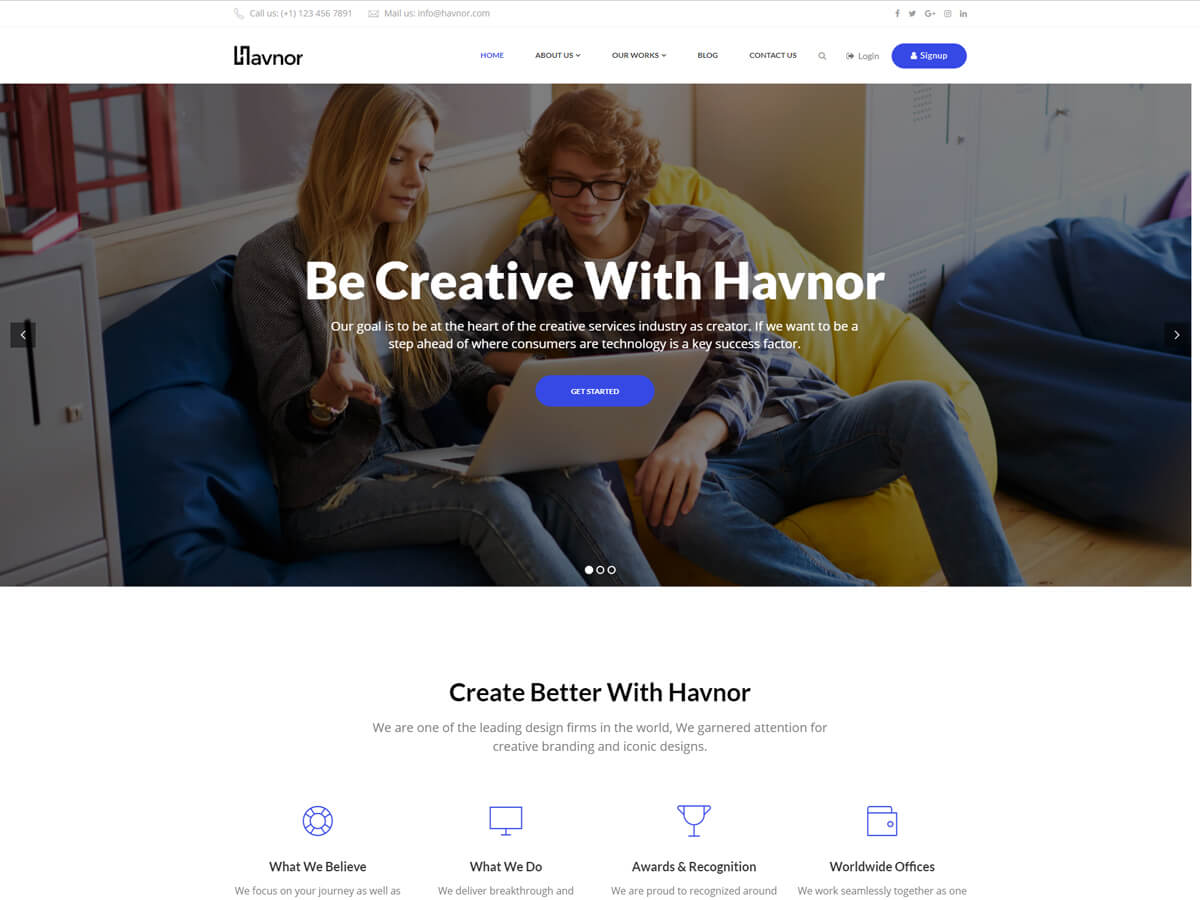 Call us: (+1) 123 456 7891 Mail us: info@havnor.com
Havnor
HOME ABOUT US OUR WORKS BLOG CONTACT US Login Signup
Be Creative With Havnor
Our goal is to be at the heart of the creative services industry as creator. If we want to be a
step ahead of where consumers are technology is a key success factor.
GET STARTED
Create Better With Havnor
We are one of the leading design firms in the world, We garnered attention for
creative branding and iconic designs.
What We Believe What We Do Awards & Recognition Worldwide Offices
We focus on your journey as well as We deliver breakthrough and We are proud to recognized around We work seamlessly together as one